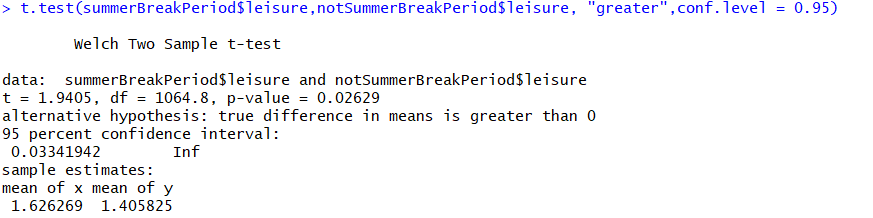 > t.test(summerBreakPeriod$leisure,notSummerBreakPeriod$leisure, "greater",conf.level = 0.95)
Welch Two Sample t-test
data:  summerBreakPeriod$leisure and notSummerBreakPeriod$leisure
t = 1.9405, df = 1064.8, p-value = 0.02629
alternative hypothesis: true difference in means is greater than 0
95 percent confidence interval:
0.03341942        Inf
sample estimates:
mean of x mean of y
1.626269  1.405825